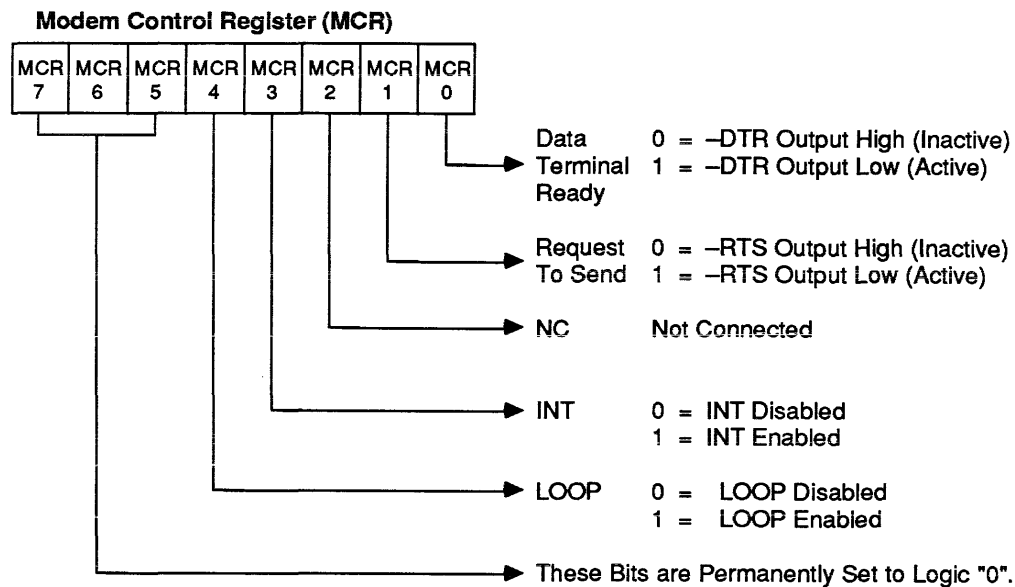 Modem Control Register (MCR)
MCR 7 MCR 6 MCR 5 MCR 4 MCR 3 MCR 2 MCR 1 MCR 0
Data 0 = –DTR Output High (Inactive)
Terminal 1 = –DTR Output Low (Active)
Ready
Request 0 = –RTS Output High (Inactive)
To Send 1 = –RTS Output Low (Active)
NC Not Connected
INT 0 = INT Disabled
1 = INT Enabled
LOOP 0 = LOOP Disabled
1 = LOOP Enabled
These Bits are Permanently Set to Logic "0".